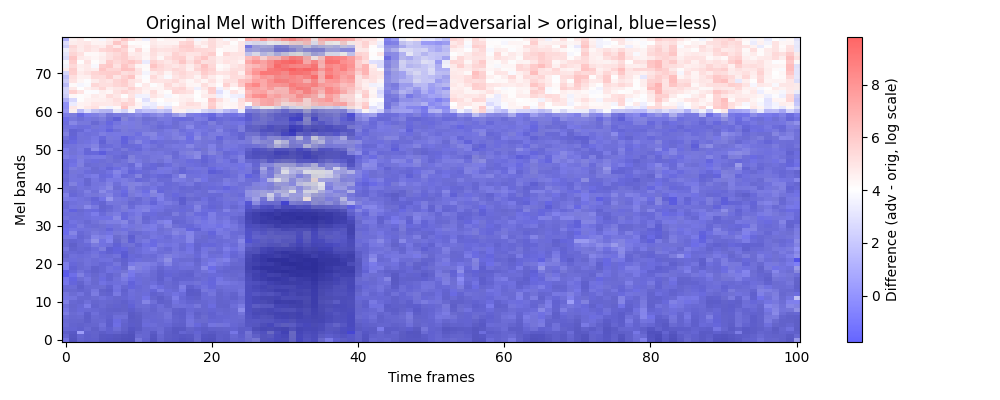 Original Mel with Differences (red=adversarial > original, blue=less)
Mel bands
70
60
50
40
30
20
10
0
0 20 40 60 80 100
Time frames
8
6
4
2
0
Difference (adv - orig, log scale)